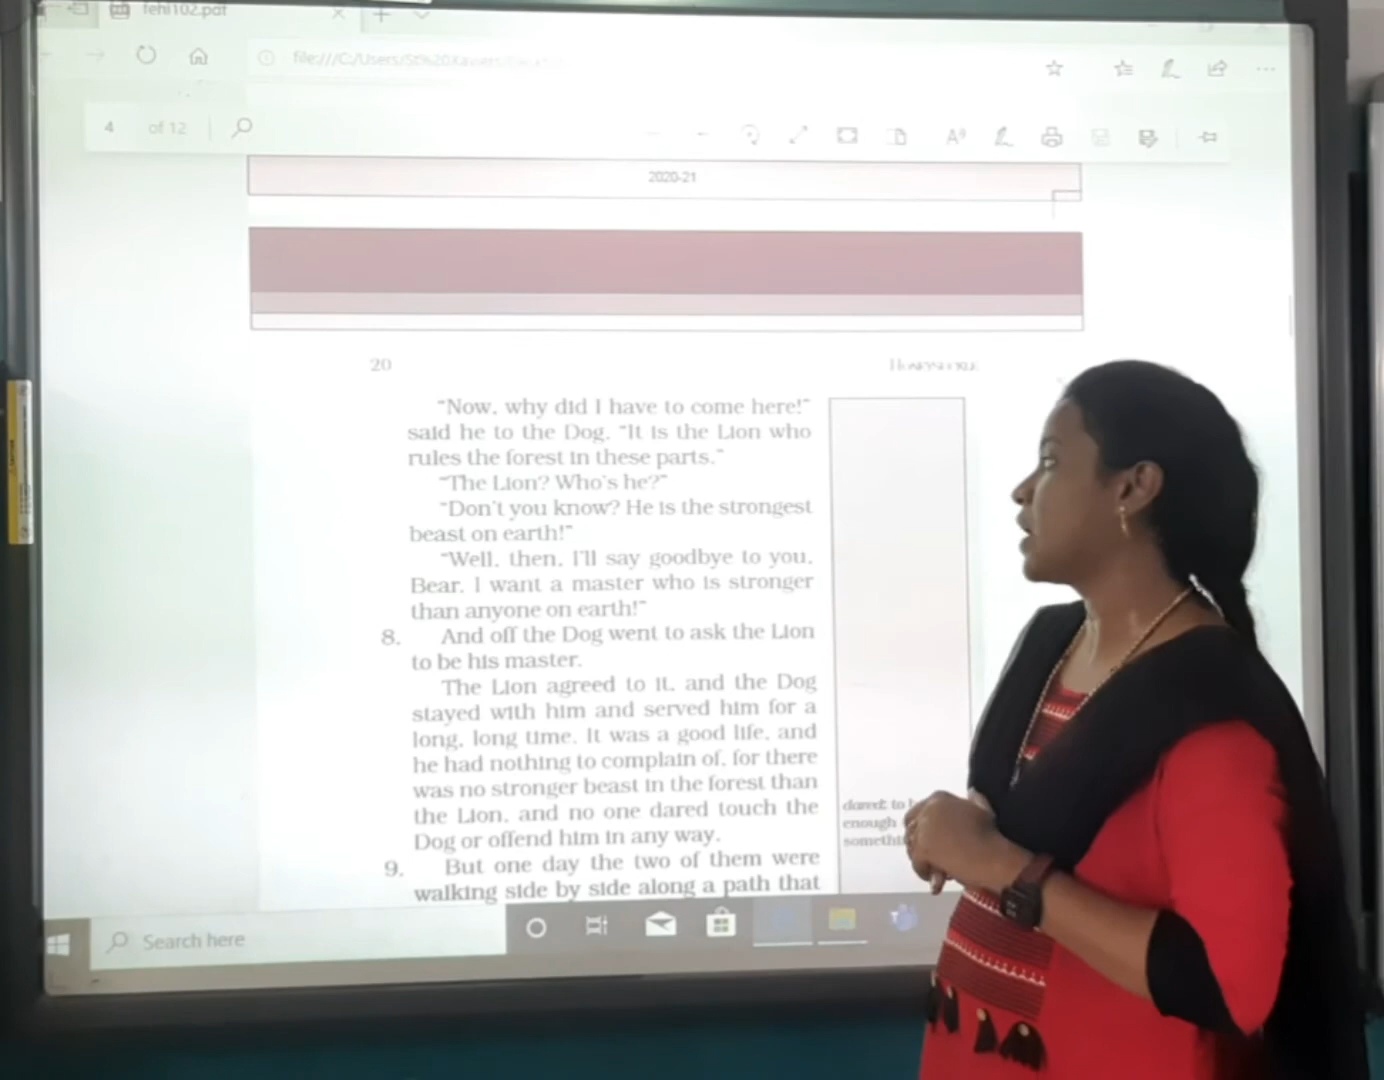 fehi102.pdf
file:///C:/Users/St%20Xaviers/
4 of 12
2020-21
20
HONEYSUCKLE
"Now, why did I have to come here!"
said he to the Dog. "It is the Lion who
rules the forest in these parts."
"The Lion? Who's he?"
"Don't you know? He is the strongest
beast on earth!"
"Well, then, I'll say goodbye to you,
Bear. I want a master who is stronger
than anyone on earth!"
8. And off the Dog went to ask the Lion
to be his master.
The Lion agreed to it, and the Dog
stayed with him and served him for a
long, long time. It was a good life, and
he had nothing to complain of, for there
was no stronger beast in the forest than
the Lion, and no one dared touch the
Dog or offend him in any way.
dared: to
enough
9. But one day the two of them were
walking side by side along a path that
Search here